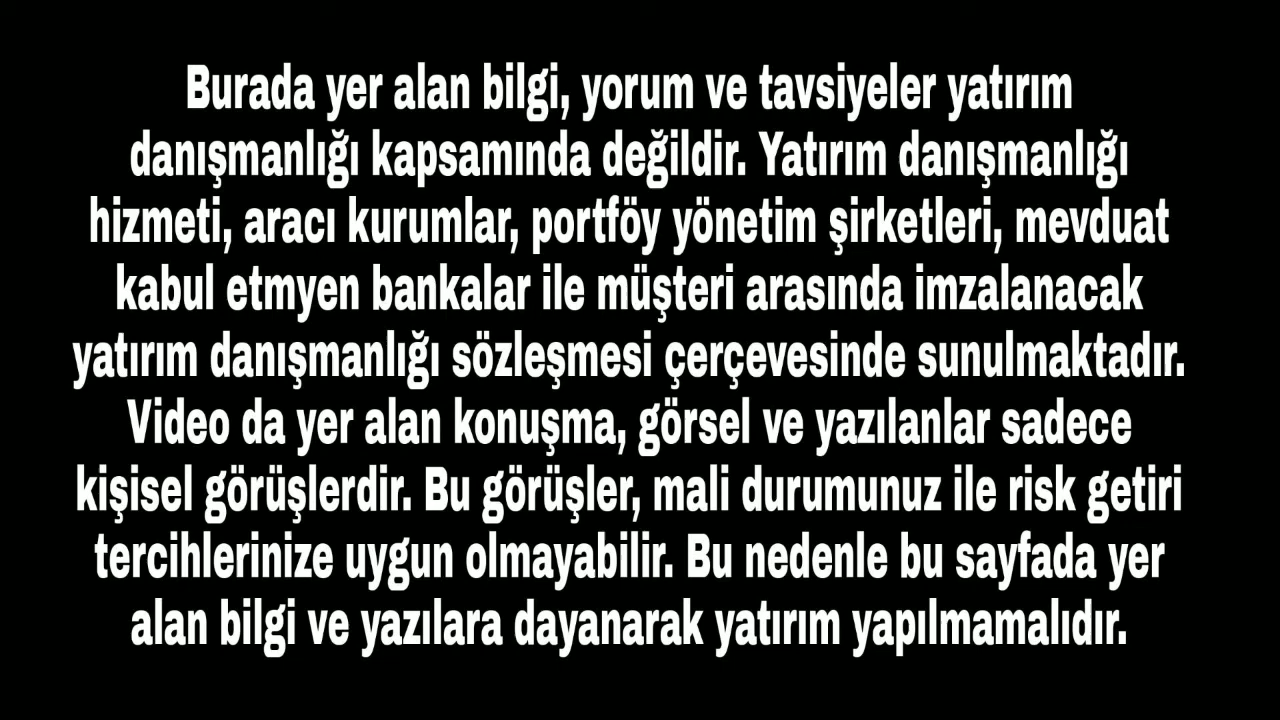 Burada yer alan bilgi, yorum ve tavsiyeler yatırım
danışmanlığı kapsamında değildir. Yatırım danışmanlığı
hizmeti, aracı kurumlar, portföy yönetim şirketleri, mevduat
kabul etmyen bankalar ile müşteri arasında imzalanacak
yatırım danışmanlığı sözleşmesi çerçevesinde sunulmaktadır.
Video da yer alan konuşma, görsel ve yazılanlar sadece
kişisel görüşlerdir. Bu görüşler, mali durumunuz ile risk getiri
tercihlerinize uygun olmayabilir. Bu nedenle bu sayfada yer
alan bilgi ve yazılara dayanarak yatırım yapılmamalıdır.